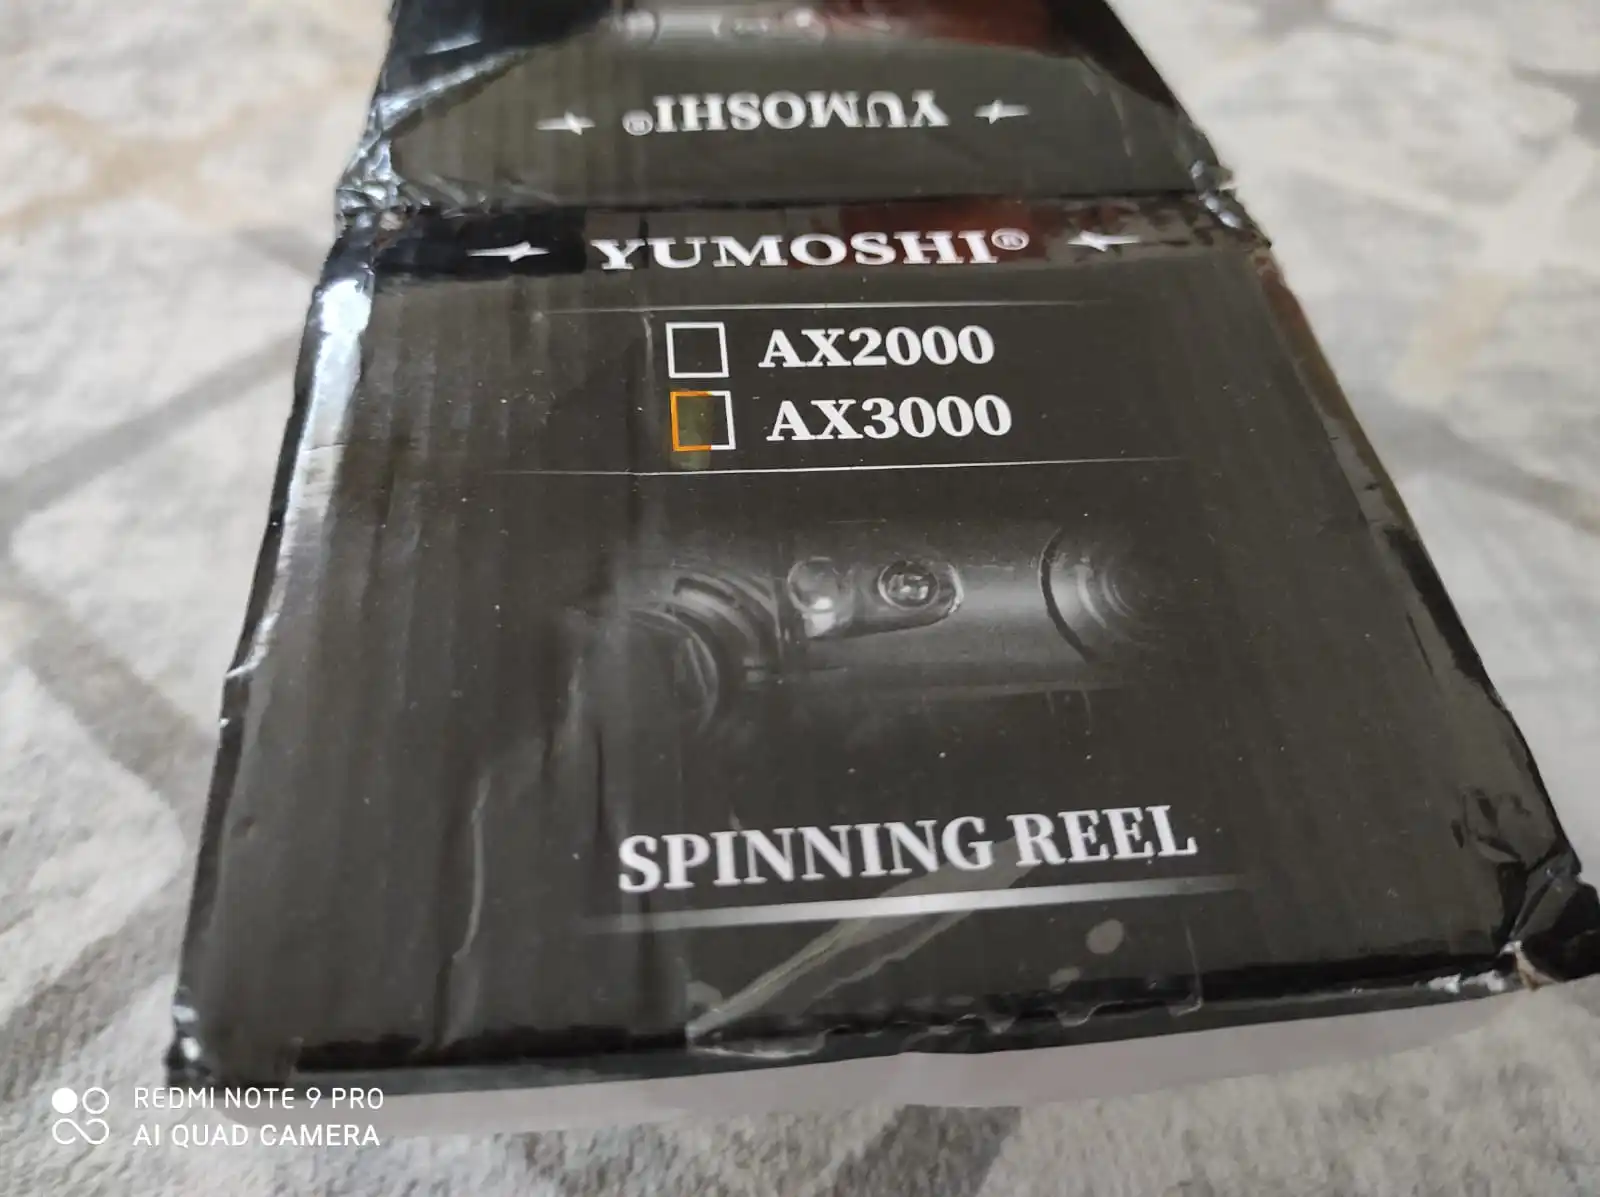 YUMOSHI®
YUMOSHI®
AX2000
AX3000
SPINNING REEL
REDMI NOTE 9 PRO
AI QUAD CAMERA